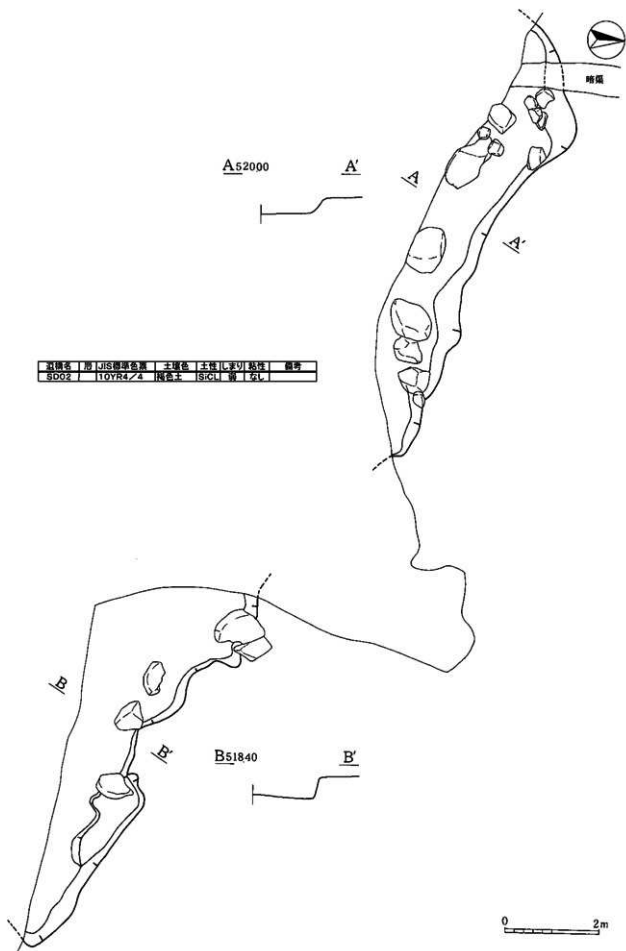 暗渠
A52000 A'
A
A'
遺構名 層 JIS標準色票 土壌色 土性 しまり 粘性 備考
SD02 1 10YR4/4 褐色土 SiCL 弱 なし
B
B'
B51840 B'
0 2m